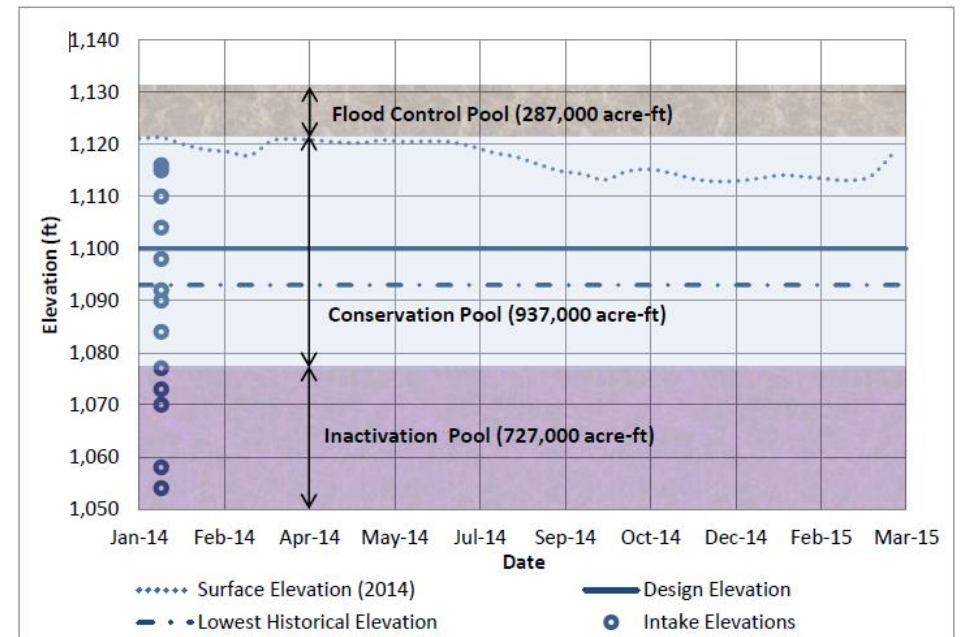 1,140
1,130
Flood Control Pool (287,000 acre-ft)
1,120
1,110
Elevation (ft)
1,100
1,090
Conservation Pool (937,000 acre-ft)
1,080
1,070
Inactivation Pool (727,000 acre-ft)
1,060
1,050
Jan-14 Feb-14 Apr-14 May-14 Jul-14 Sep-14 Oct-14 Dec-14 Feb-15 Mar-15
Date
Surface Elevation (2014) Design Elevation
Lowest Historical Elevation Intake Elevations